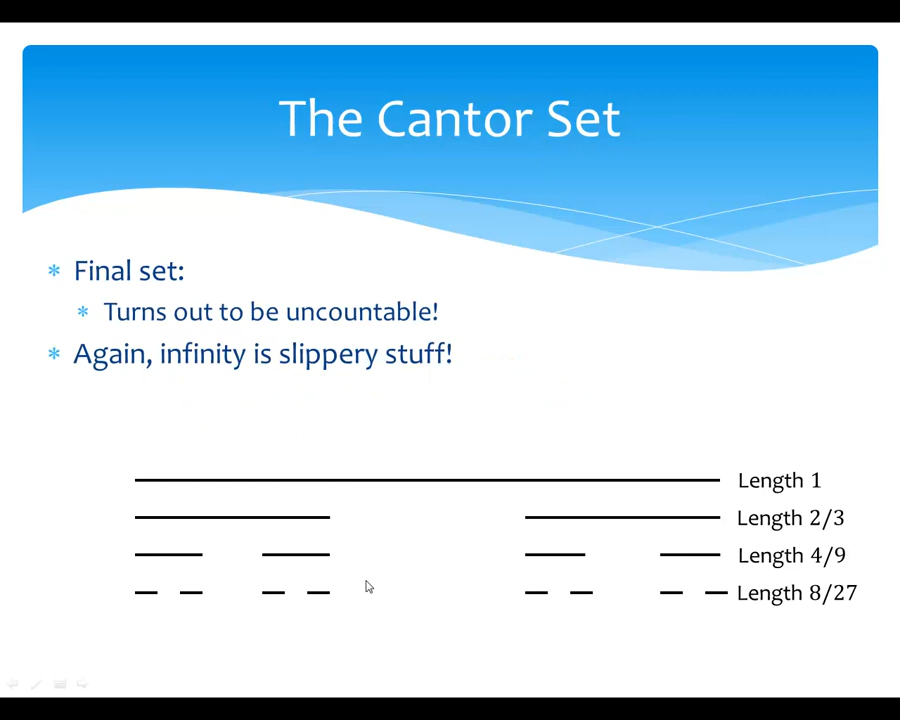 The Cantor Set
* Final set:
* Turns out to be uncountable!
* Again, infinity is slippery stuff!
Length 1
Length 2/3
Length 4/9
Length 8/27